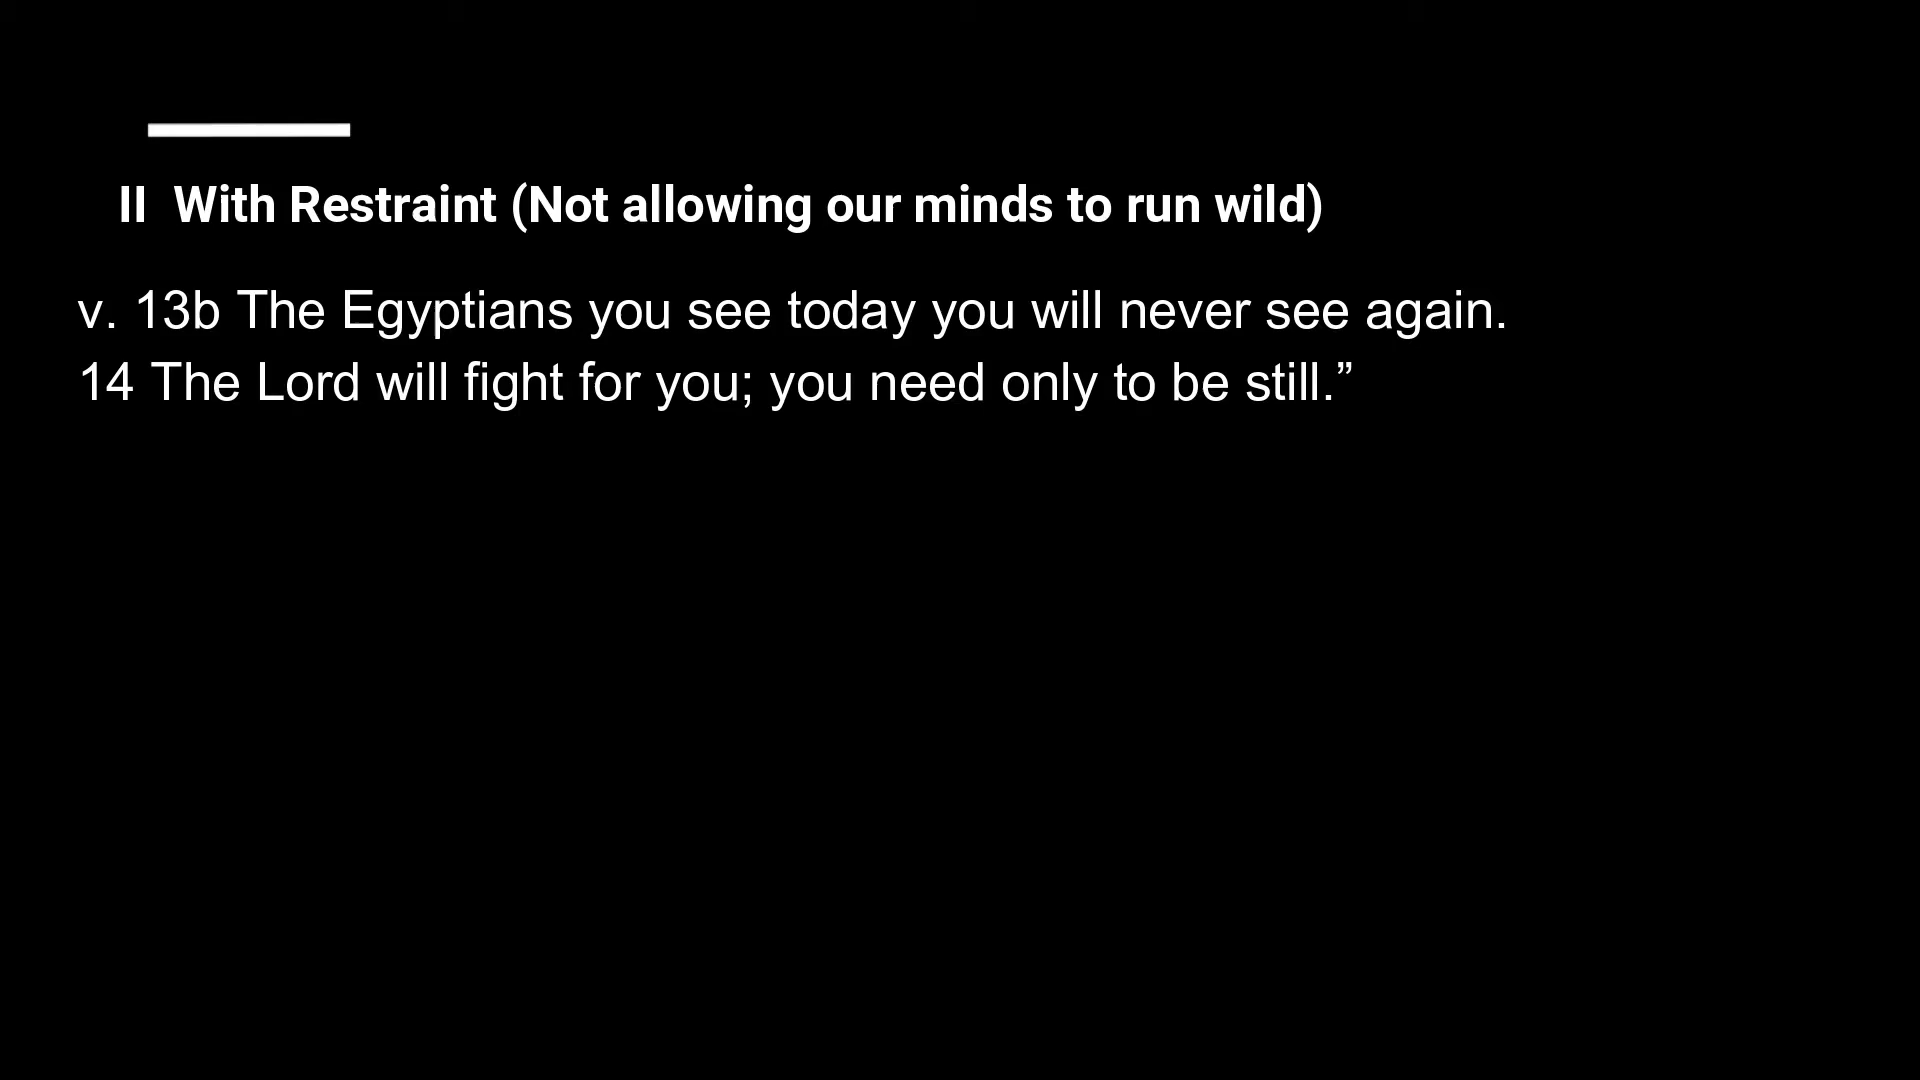 II  With Restraint (Not allowing our minds to run wild)
v. 13b The Egyptians you see today you will never see again.
14 The Lord will fight for you; you need only to be still.”